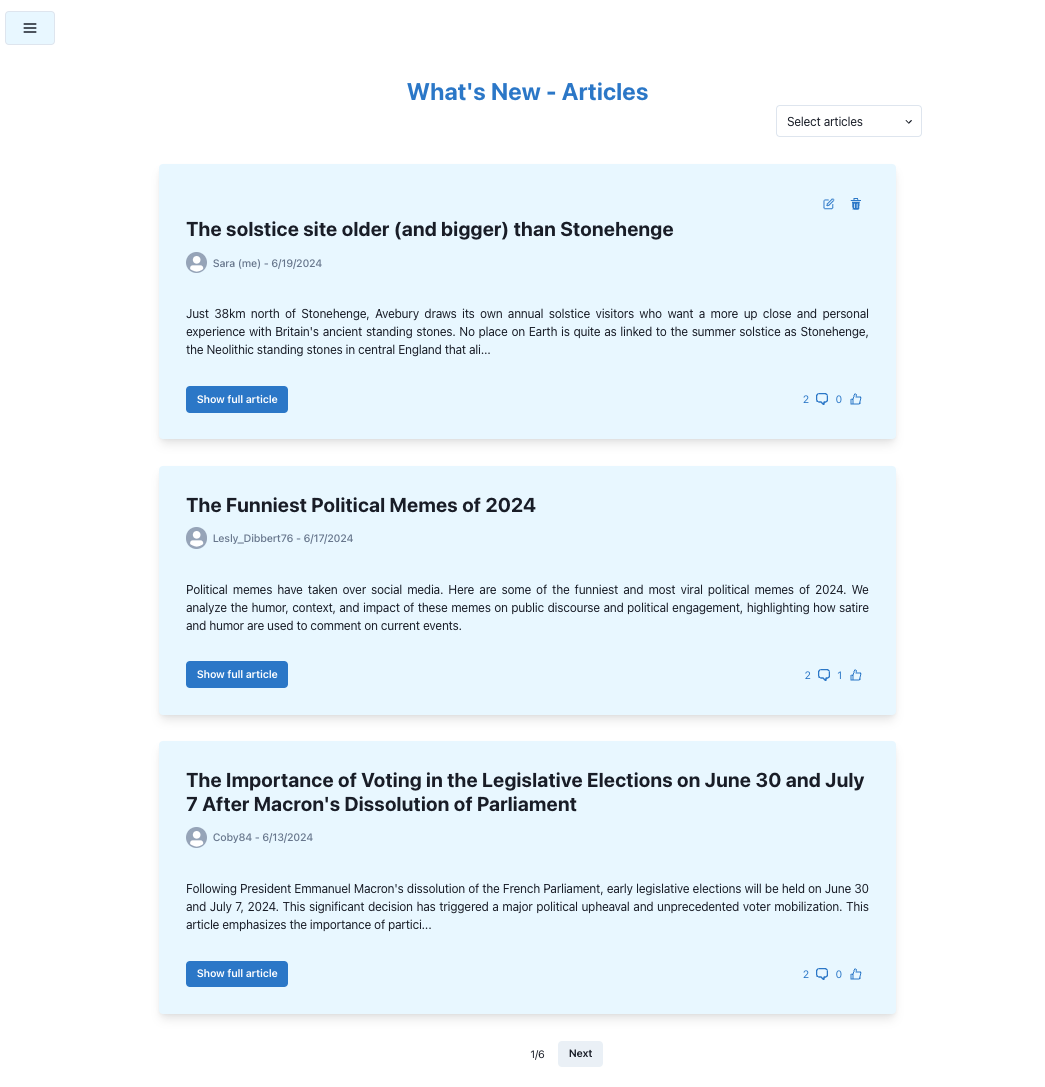 What's New - Articles
Select articles
The solstice site older (and bigger) than Stonehenge
Sara (me) - 6/19/2024
Just 38km north of Stonehenge, Avebury draws its own annual solstice visitors who want a more up close and personal
experience with Britain's ancient standing stones. No place on Earth is quite as linked to the summer solstice as Stonehenge,
the Neolithic standing stones in central England that ali...
Show full article
2 0
The Funniest Political Memes of 2024
Lesly_Dibbert76 - 6/17/2024
Political memes have taken over social media. Here are some of the funniest and most viral political memes of 2024. We
analyze the humor, context, and impact of these memes on public discourse and political engagement, highlighting how satire
and humor are used to comment on current events.
Show full article
2 1
The Importance of Voting in the Legislative Elections on June 30 and July
7 After Macron's Dissolution of Parliament
Coby84 - 6/13/2024
Following President Emmanuel Macron's dissolution of the French Parliament, early legislative elections will be held on June 30
and July 7, 2024. This significant decision has triggered a major political upheaval and unprecedented voter mobilization. This
article emphasizes the importance of partici...
Show full article
2 0
1/6 Next